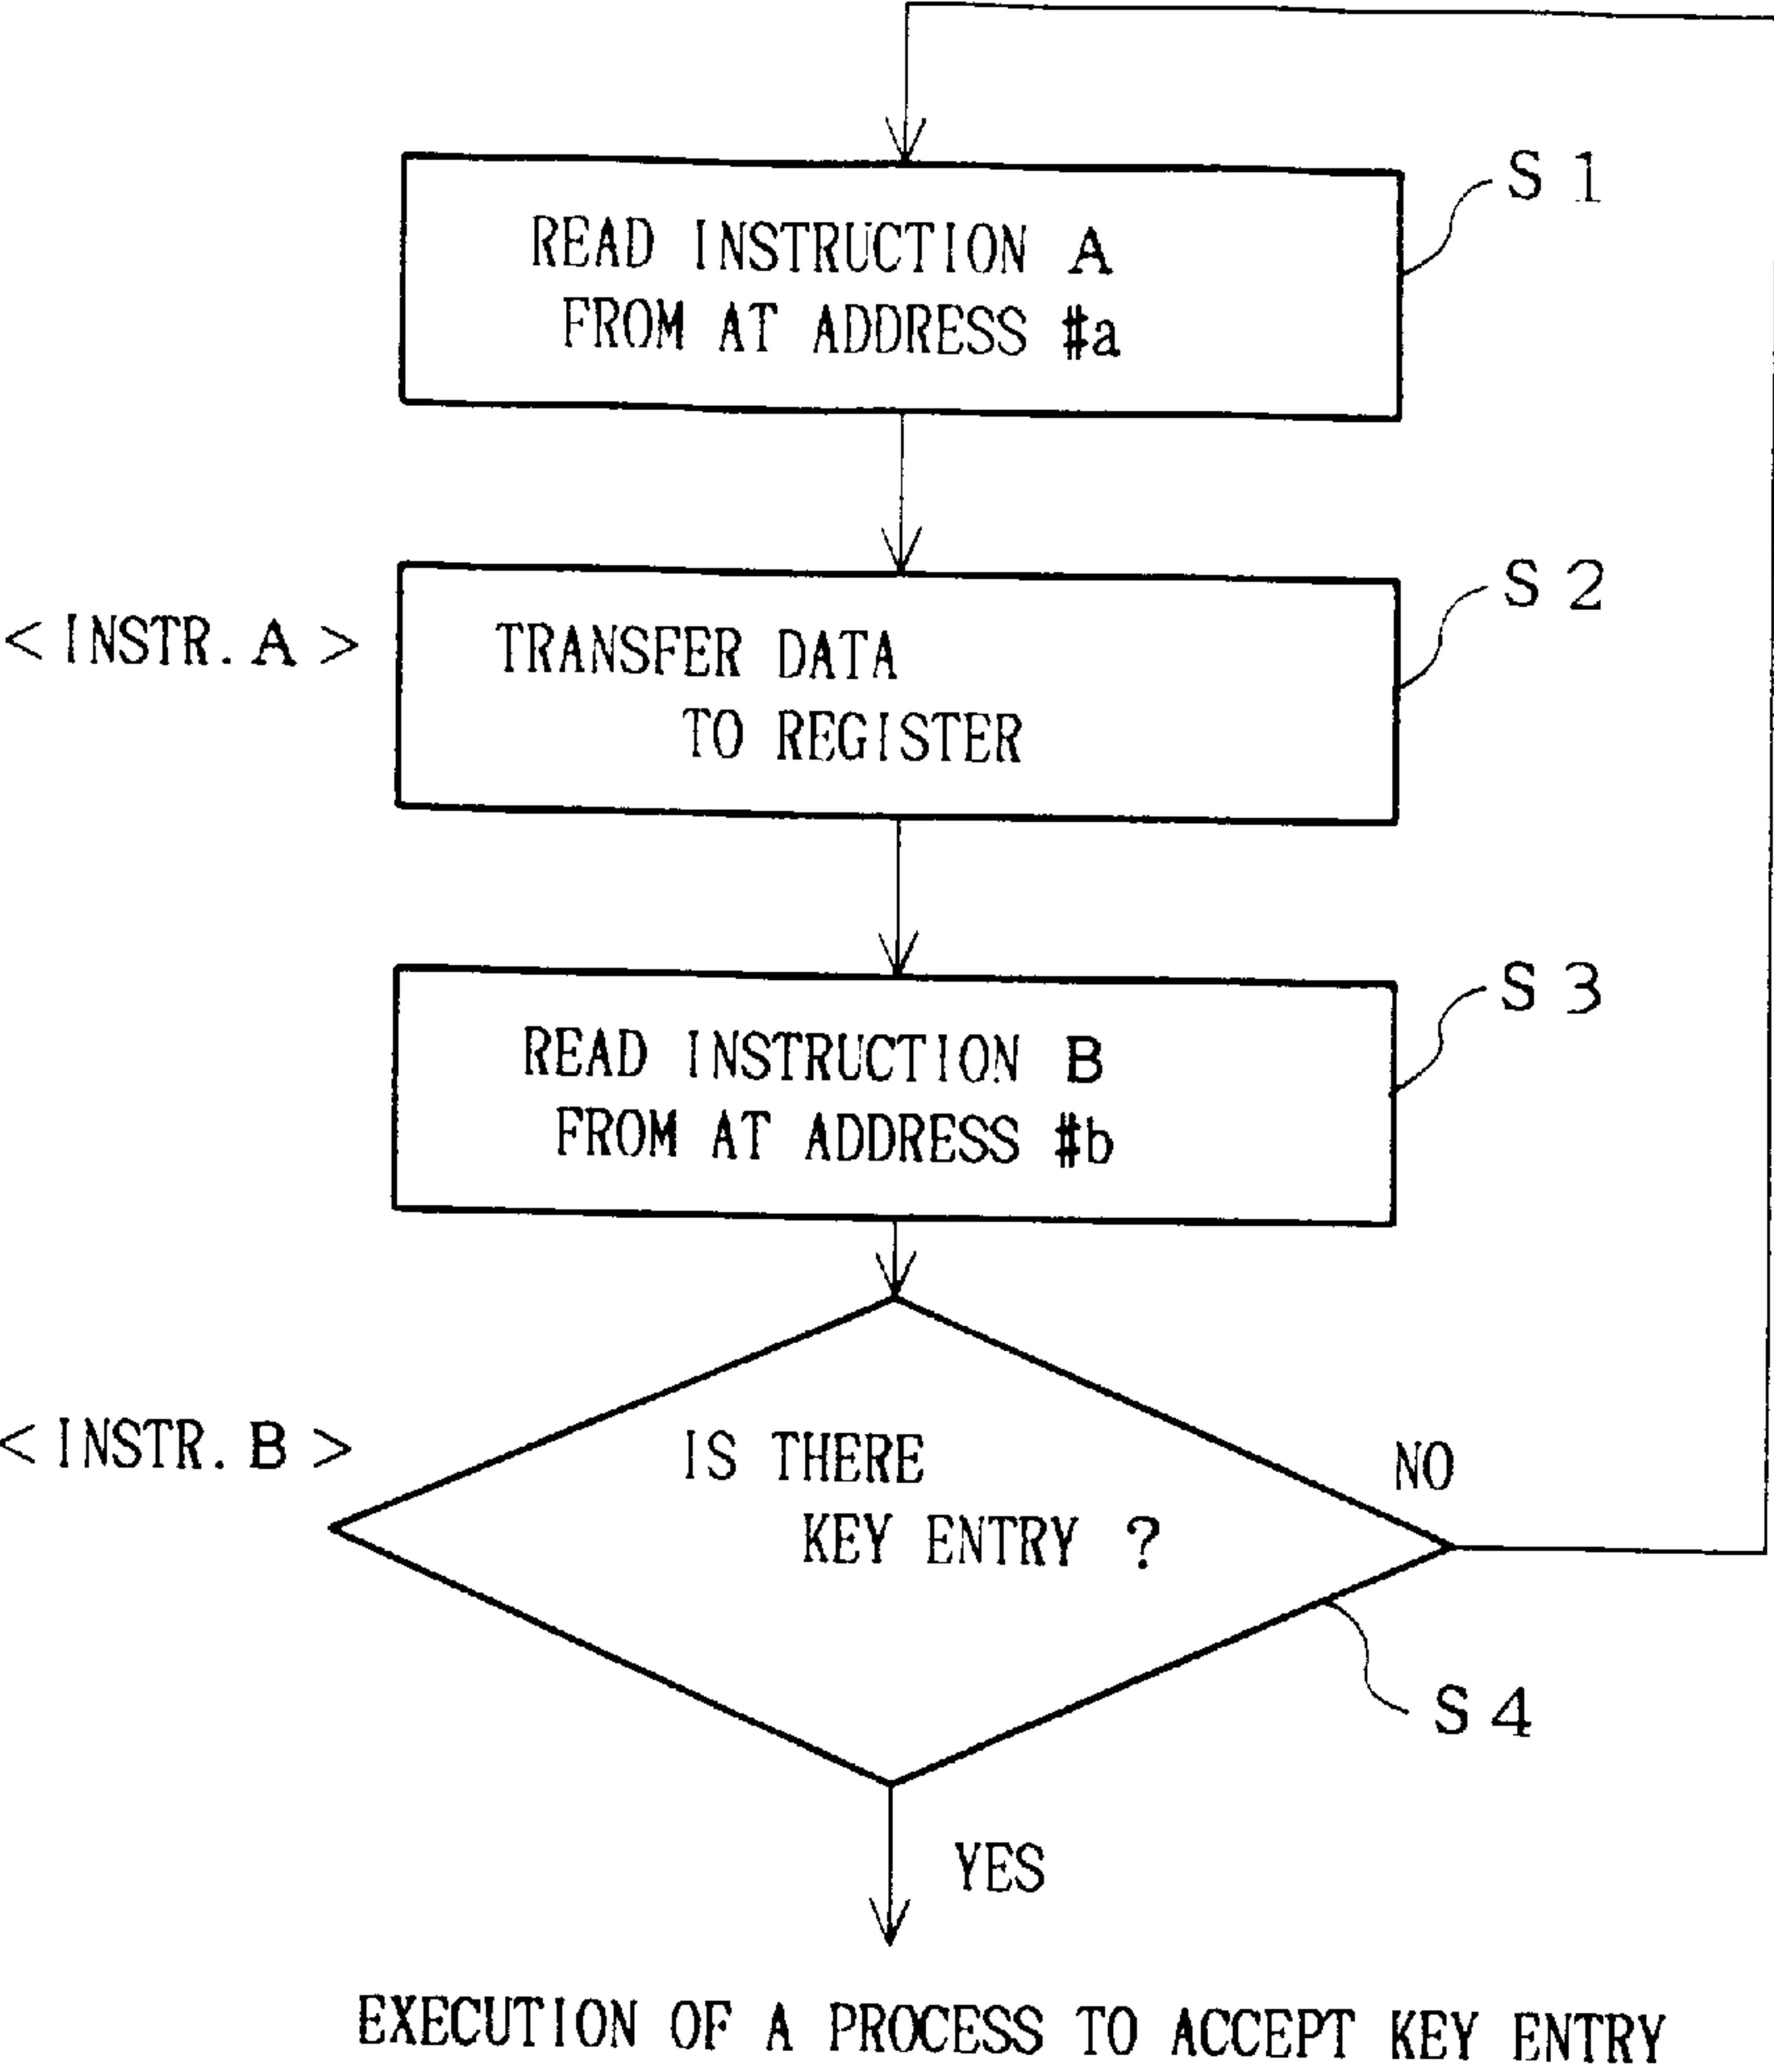 S 1
READ INSTRUCTION A
FROM AT ADDRESS #a
S 2
< INSTR. A >
TRANSFER DATA
TO REGISTER
S 3
READ INSTRUCTION B
FROM AT ADDRESS #b
< INSTR. B >
IS THERE
KEY ENTRY ?
NO
S 4
YES
EXECUTION OF A PROCESS TO ACCEPT KEY ENTRY